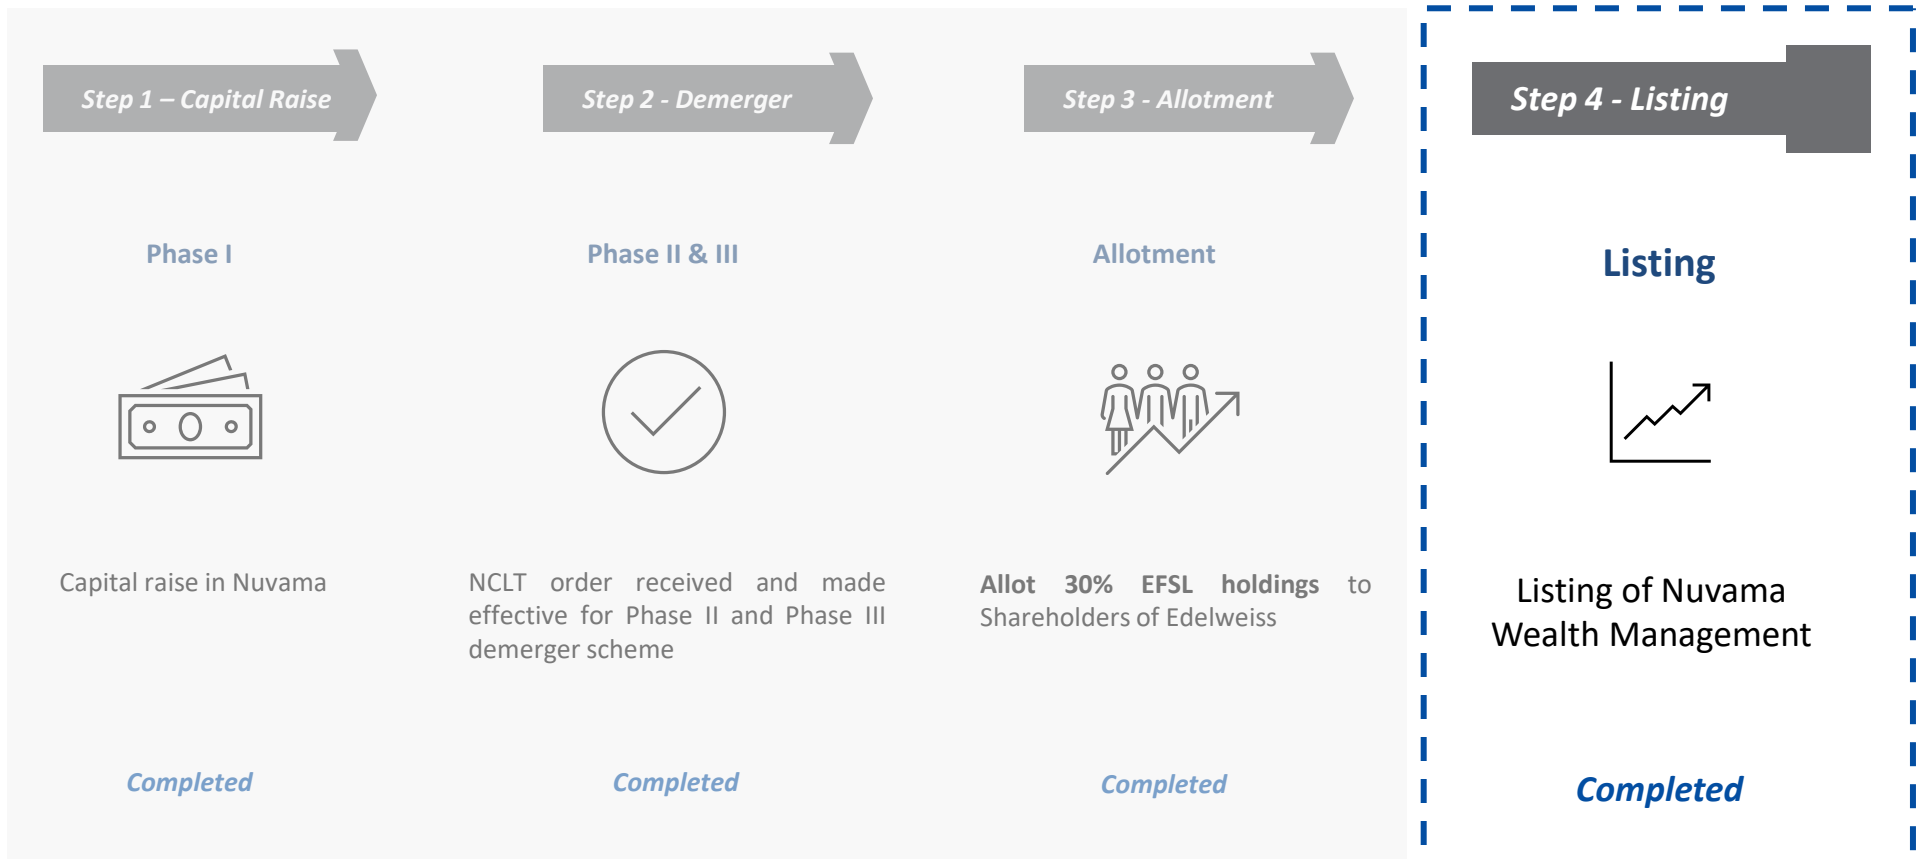 Step 1 – Capital Raise
Step 2 - Demerger
Step 3 - Allotment
Step 4 - Listing
Phase I
Phase II & III
Allotment
Listing
Capital raise in Nuvama
NCLT order received and made
effective for Phase II and Phase III
demerger scheme
Allot 30% EFSL holdings to
Shareholders of Edelweiss
Listing of Nuvama
Wealth Management
Completed
Completed
Completed
Completed